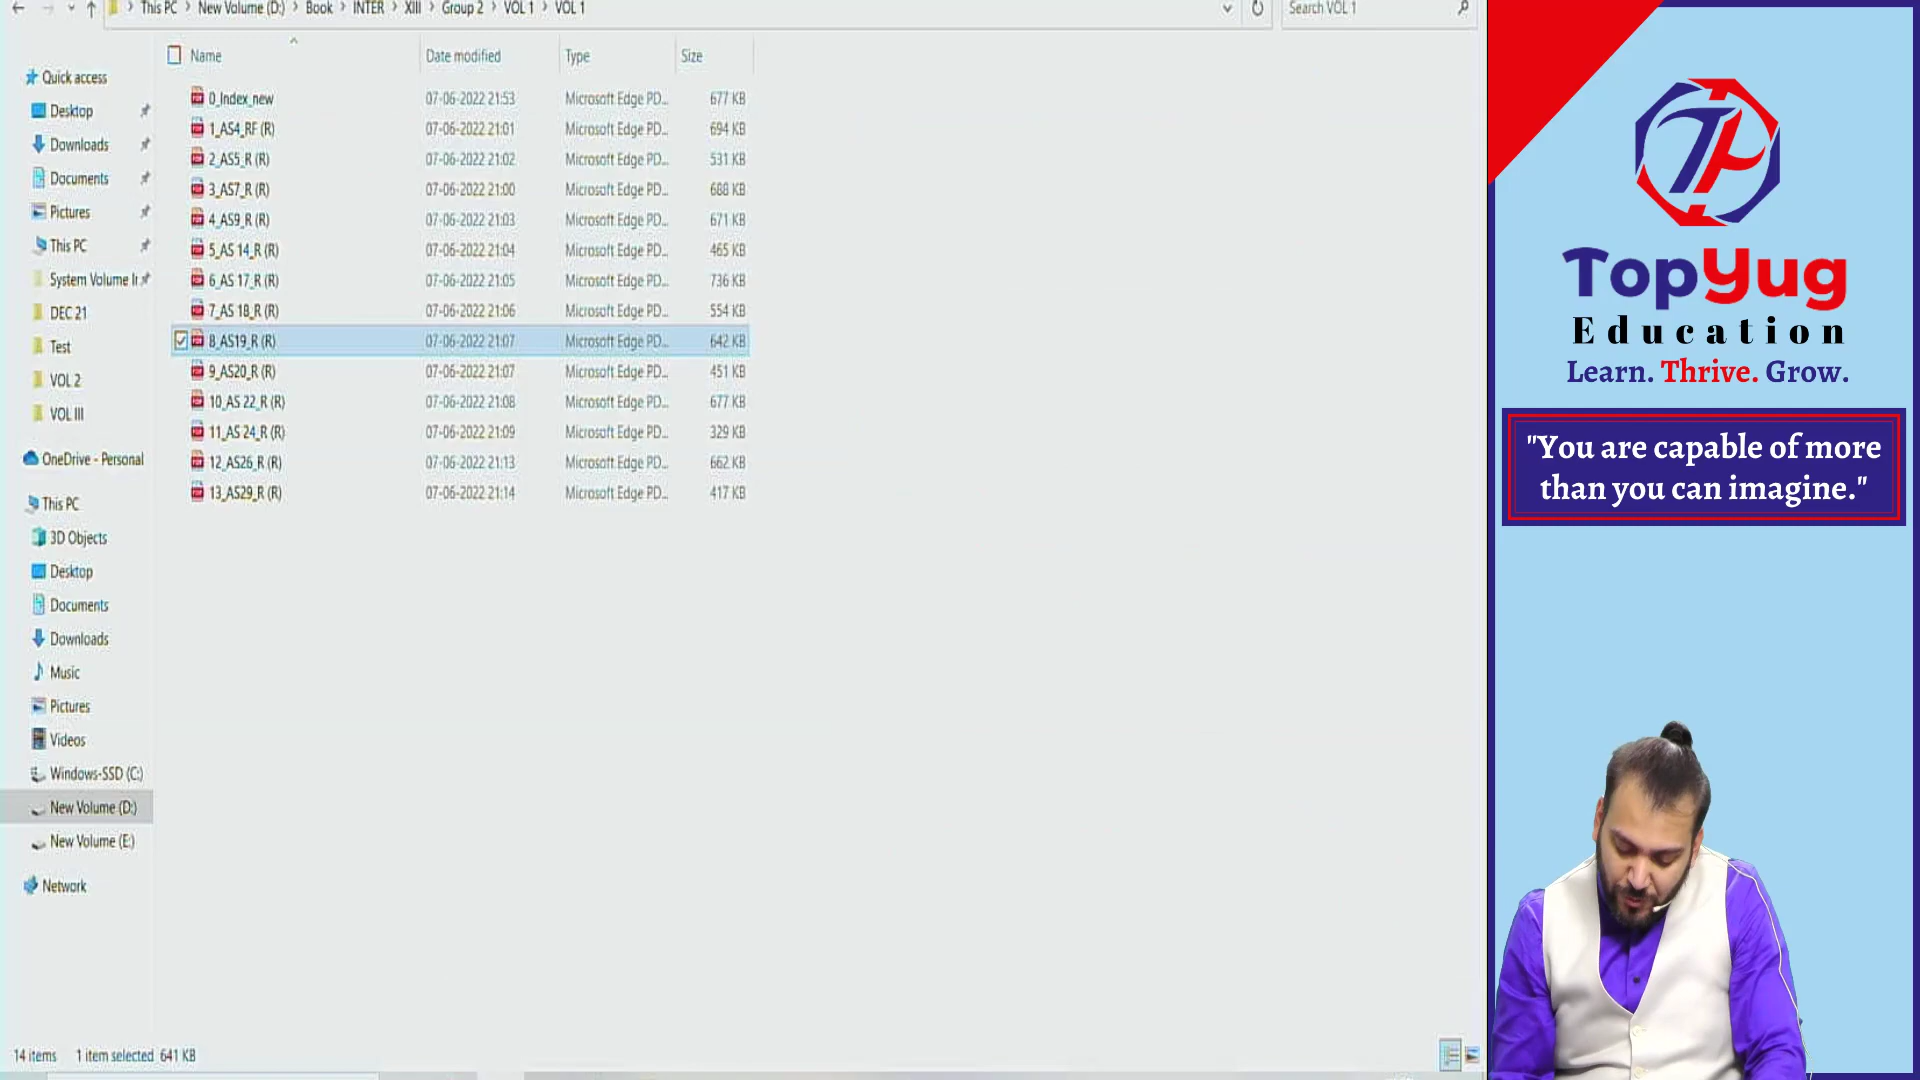 This PC > New Volume (D:) > Book > INTER > XIII > Group 2 > VOL 1 > VOL 1
Search VOL 1
Name Date modified Type Size
0_Index_new 07-06-2022 21:53 Microsoft Edge PD... 677 KB
1_AS4_RF (R) 07-06-2022 21:01 Microsoft Edge PD... 694 KB
2_AS5_R (R) 07-06-2022 21:02 Microsoft Edge PD... 531 KB
3_AS7_R (R) 07-06-2022 21:00 Microsoft Edge PD... 688 KB
4_AS9_R (R) 07-06-2022 21:03 Microsoft Edge PD... 671 KB
5_AS 14_R (R) 07-06-2022 21:04 Microsoft Edge PD... 465 KB
6_AS 17_R (R) 07-06-2022 21:05 Microsoft Edge PD... 736 KB
7_AS 18_R (R) 07-06-2022 21:06 Microsoft Edge PD... 554 KB
8_AS19_R (R) 07-06-2022 21:07 Microsoft Edge PD... 642 KB
9_AS20_R (R) 07-06-2022 21:07 Microsoft Edge PD... 451 KB
10_AS 22_R (R) 07-06-2022 21:08 Microsoft Edge PD... 677 KB
11_AS 24_R (R) 07-06-2022 21:09 Microsoft Edge PD... 329 KB
12_AS26_R (R) 07-06-2022 21:13 Microsoft Edge PD... 662 KB
13_AS29_R (R) 07-06-2022 21:14 Microsoft Edge PD... 417 KB
Quick access
Desktop
Downloads
Documents
Pictures
This PC
System Volume Ir
DEC 21
Test
VOL 2
VOL III
OneDrive - Personal
This PC
3D Objects
Desktop
Documents
Downloads
Music
Pictures
Videos
Windows-SSD (C:)
New Volume (D:)
New Volume (E:)
Network
14 items 1 item selected 641 KB
TopYug
Education
Learn. Thrive. Grow.
"You are capable of more
than you can imagine."